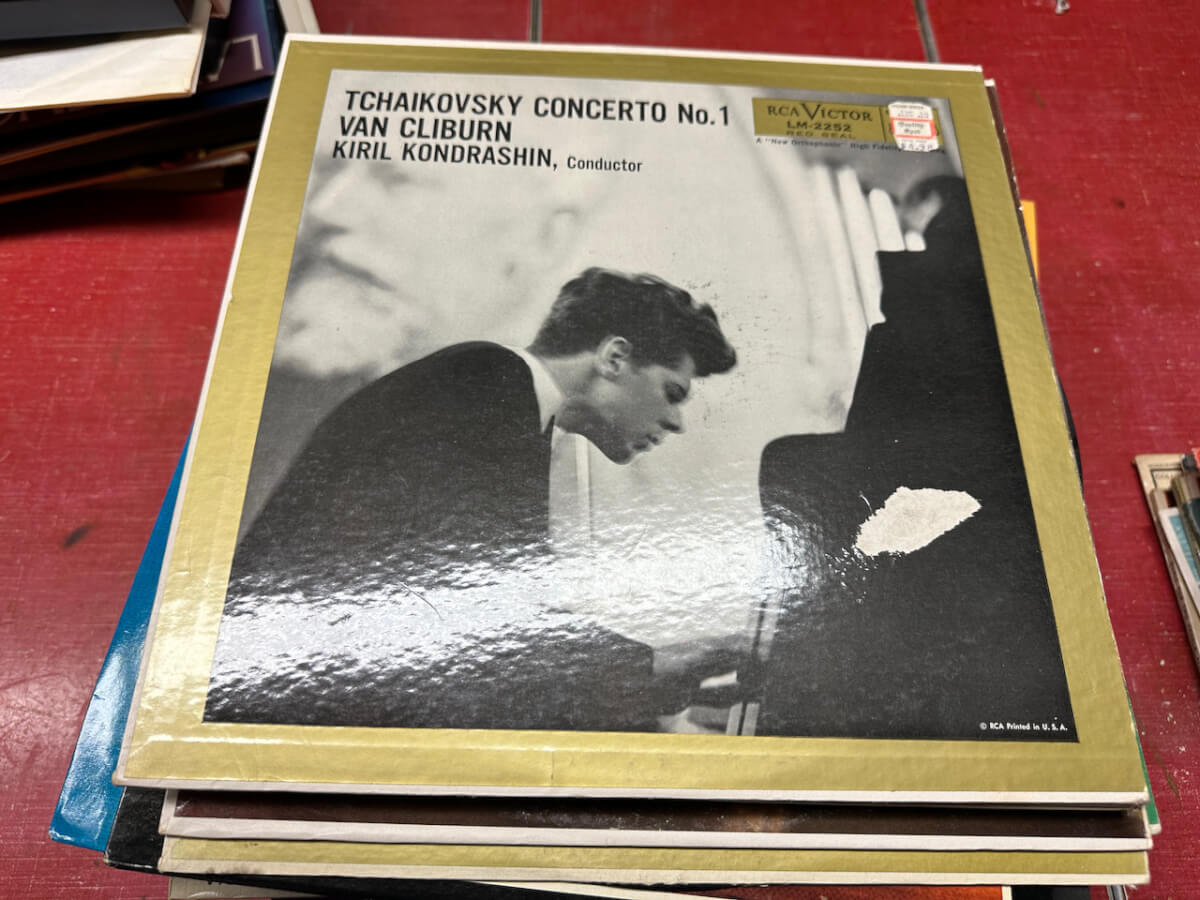 TCHAIKOVSKY CONCERTO No. 1
VAN CLIBURN
KIRIL KONDRASHIN, Conductor
RCA VICTOR
LM-2252
RED SEAL
A "New Orthophonic" High Fideli
© RCA Printed in U. S. A.